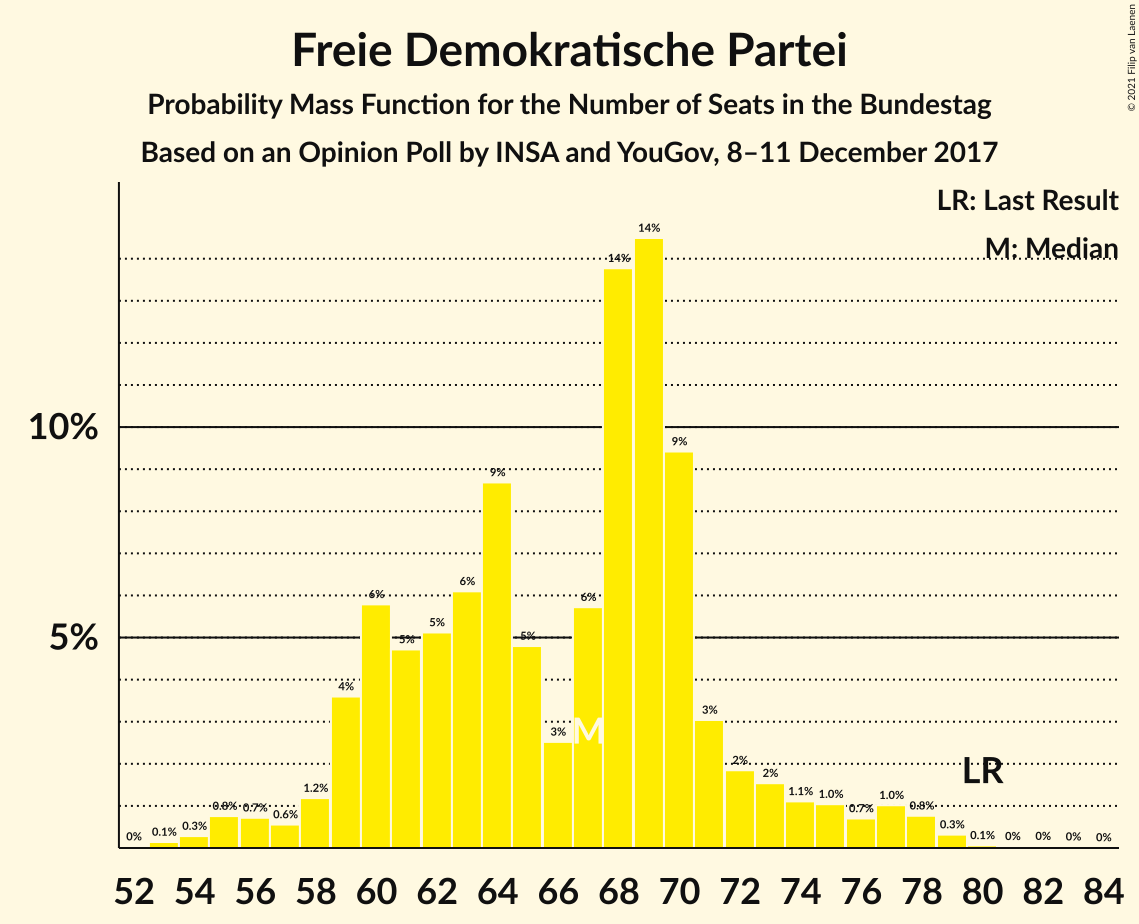 Freie Demokratische Partei
Probability Mass Function for the Number of Seats in the Bundestag
Based on an Opinion Poll by INSA and YouGov, 8–11 December 2017
© 2021 Filip van Laenen
LR: Last Result
M: Median
10%
5%
0% 0.1% 0.3% 0.8% 0.7% 0.6% 1.2% 4% 6% 5% 5% 6% 9% 5% 3% 6% 14% 14% 9% 3% 2% 2% 1.1% 1.0% 0.7% 1.0% 0.8% 0.3% 0.1% 0% 0% 0% 0%
M
LR
52 54 56 58 60 62 64 66 68 70 72 74 76 78 80 82 84